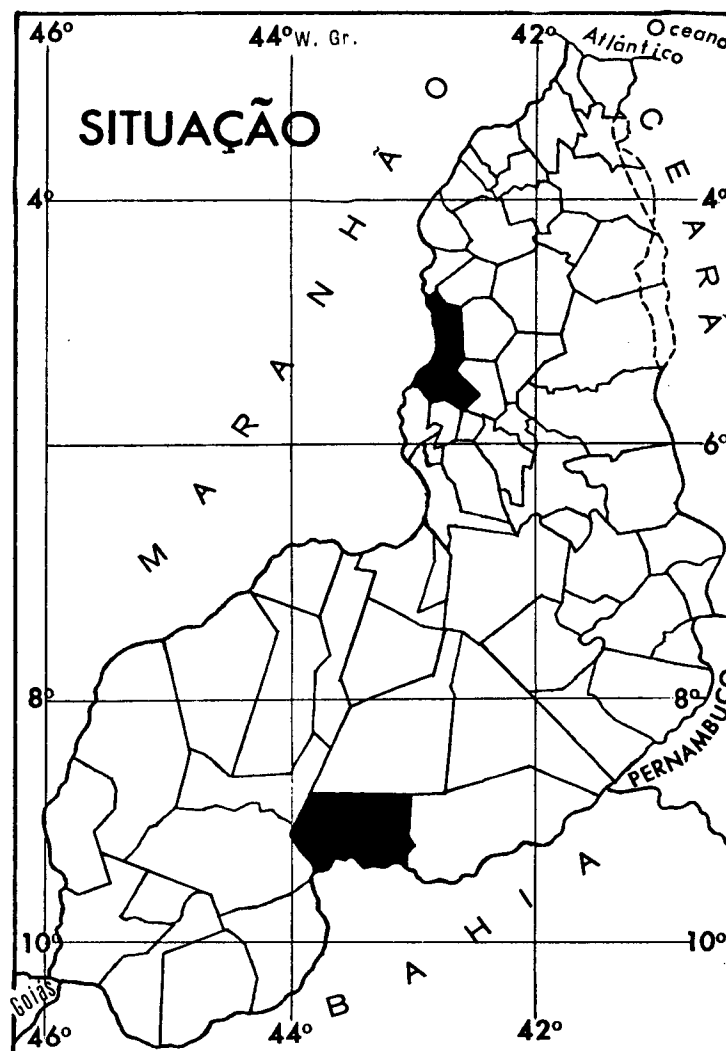 46° 44° W. Gr. 42° Oceano
Atlántico
SITUAÇÃO
MARANHÃO
CEARÁ
4° 4°
6°
8° 8°
PERNAMBUCO
BAHIA
10° 10°
Goiás
46° 44° 42°